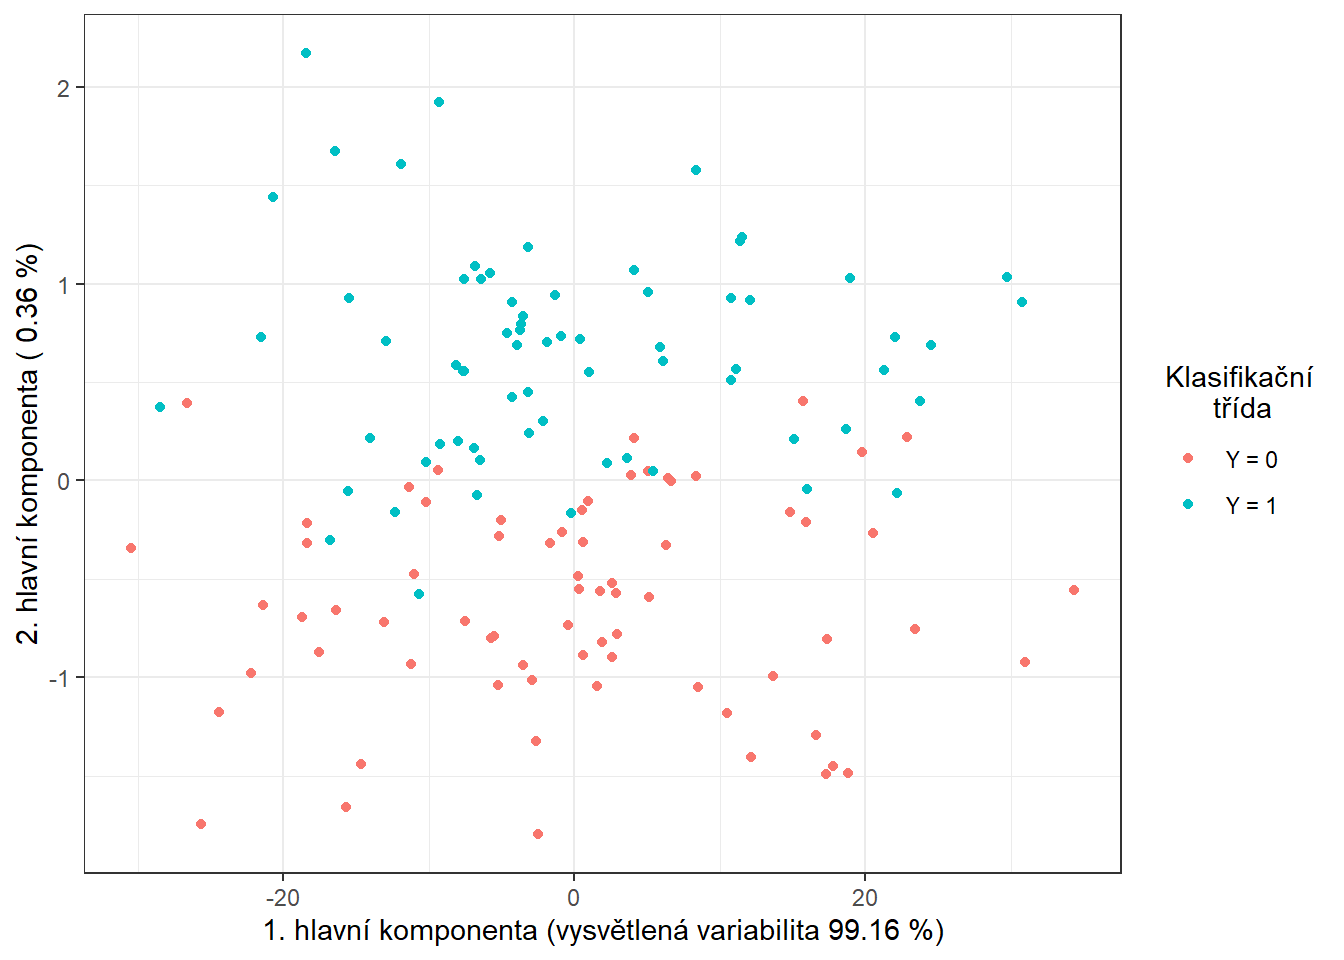 2
1
0
-1
-20
0
20
1. hlavní komponenta (vysvětlená variabilita 99.16 %)
2. hlavní komponenta ( 0.36 %)
Klasifikační
třída
Y = 0
Y = 1